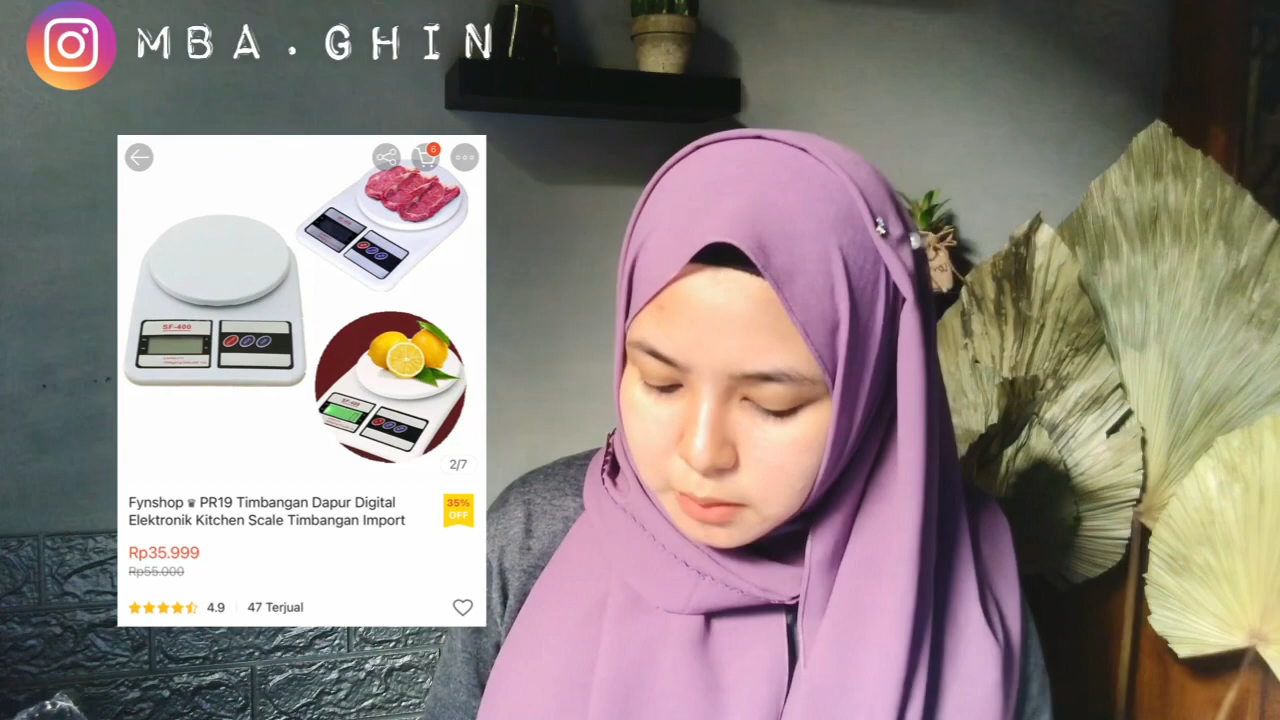 MBA.GHIN
6
SF-400
SF-400
2/7
Fynshop ♛ PR19 Timbangan Dapur Digital
Elektronik Kitchen Scale Timbangan Import
35%
OFF
Rp35.999
Rp55.000
4.9
47 Terjual